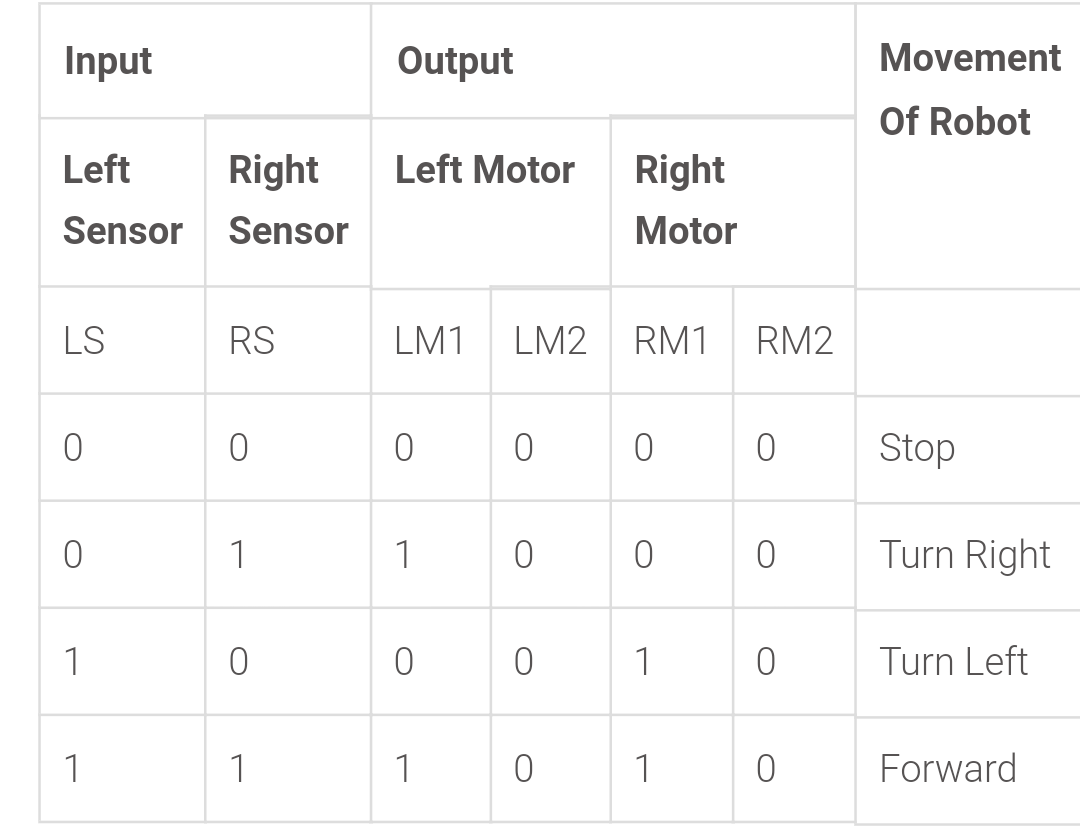 Input Output Movement
Of Robot
Left Right Left Motor Right
Sensor Sensor Motor
LS RS LM1 LM2 RM1 RM2
0 0 0 0 0 0 Stop
0 1 1 0 0 0 Turn Right
1 0 0 0 1 0 Turn Left
1 1 1 0 1 0 Forward